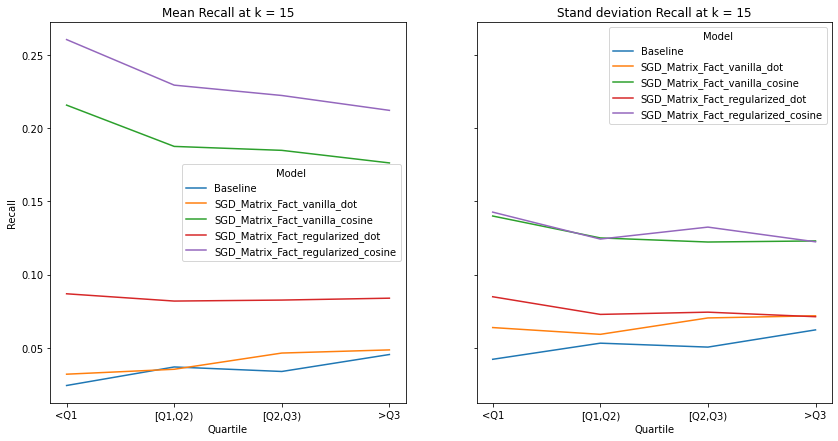 Mean Recall at k = 15
0.25
0.20
0.15
0.10
0.05
Recall
Model
Baseline
SGD_Matrix_Fact_vanilla_dot
SGD_Matrix_Fact_vanilla_cosine
SGD_Matrix_Fact_regularized_dot
SGD_Matrix_Fact_regularized_cosine
<Q1 [Q1,Q2) [Q2,Q3) >Q3
Quartile
Stand deviation Recall at k = 15
Model
Baseline
SGD_Matrix_Fact_vanilla_dot
SGD_Matrix_Fact_vanilla_cosine
SGD_Matrix_Fact_regularized_dot
SGD_Matrix_Fact_regularized_cosine
<Q1 [Q1,Q2) [Q2,Q3) >Q3
Quartile